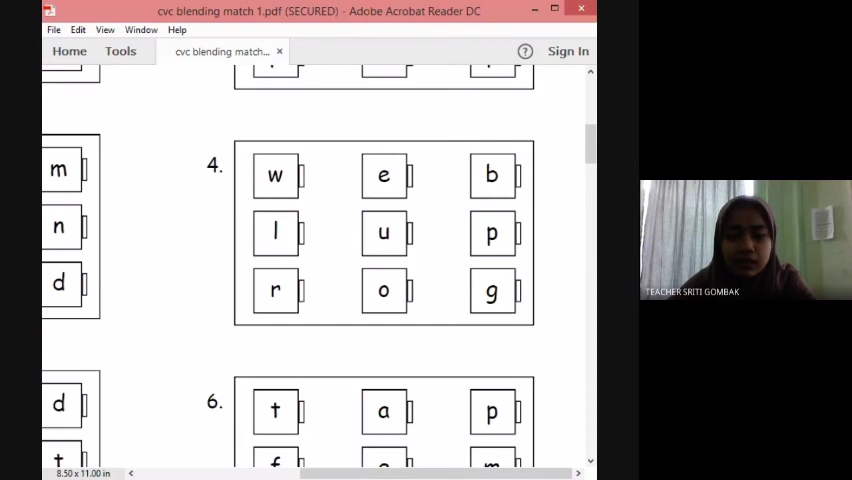 cvc blending match 1.pdf (SECURED) - Adobe Acrobat Reader DC
File Edit View Window Help
Home Tools cvc blending match... × ? Sign In
m
n
d
4.
w e b
l u p
r o g
d
6.
t a p
TEACHER SRITI GOMBAK
8.50 x 11.00 in